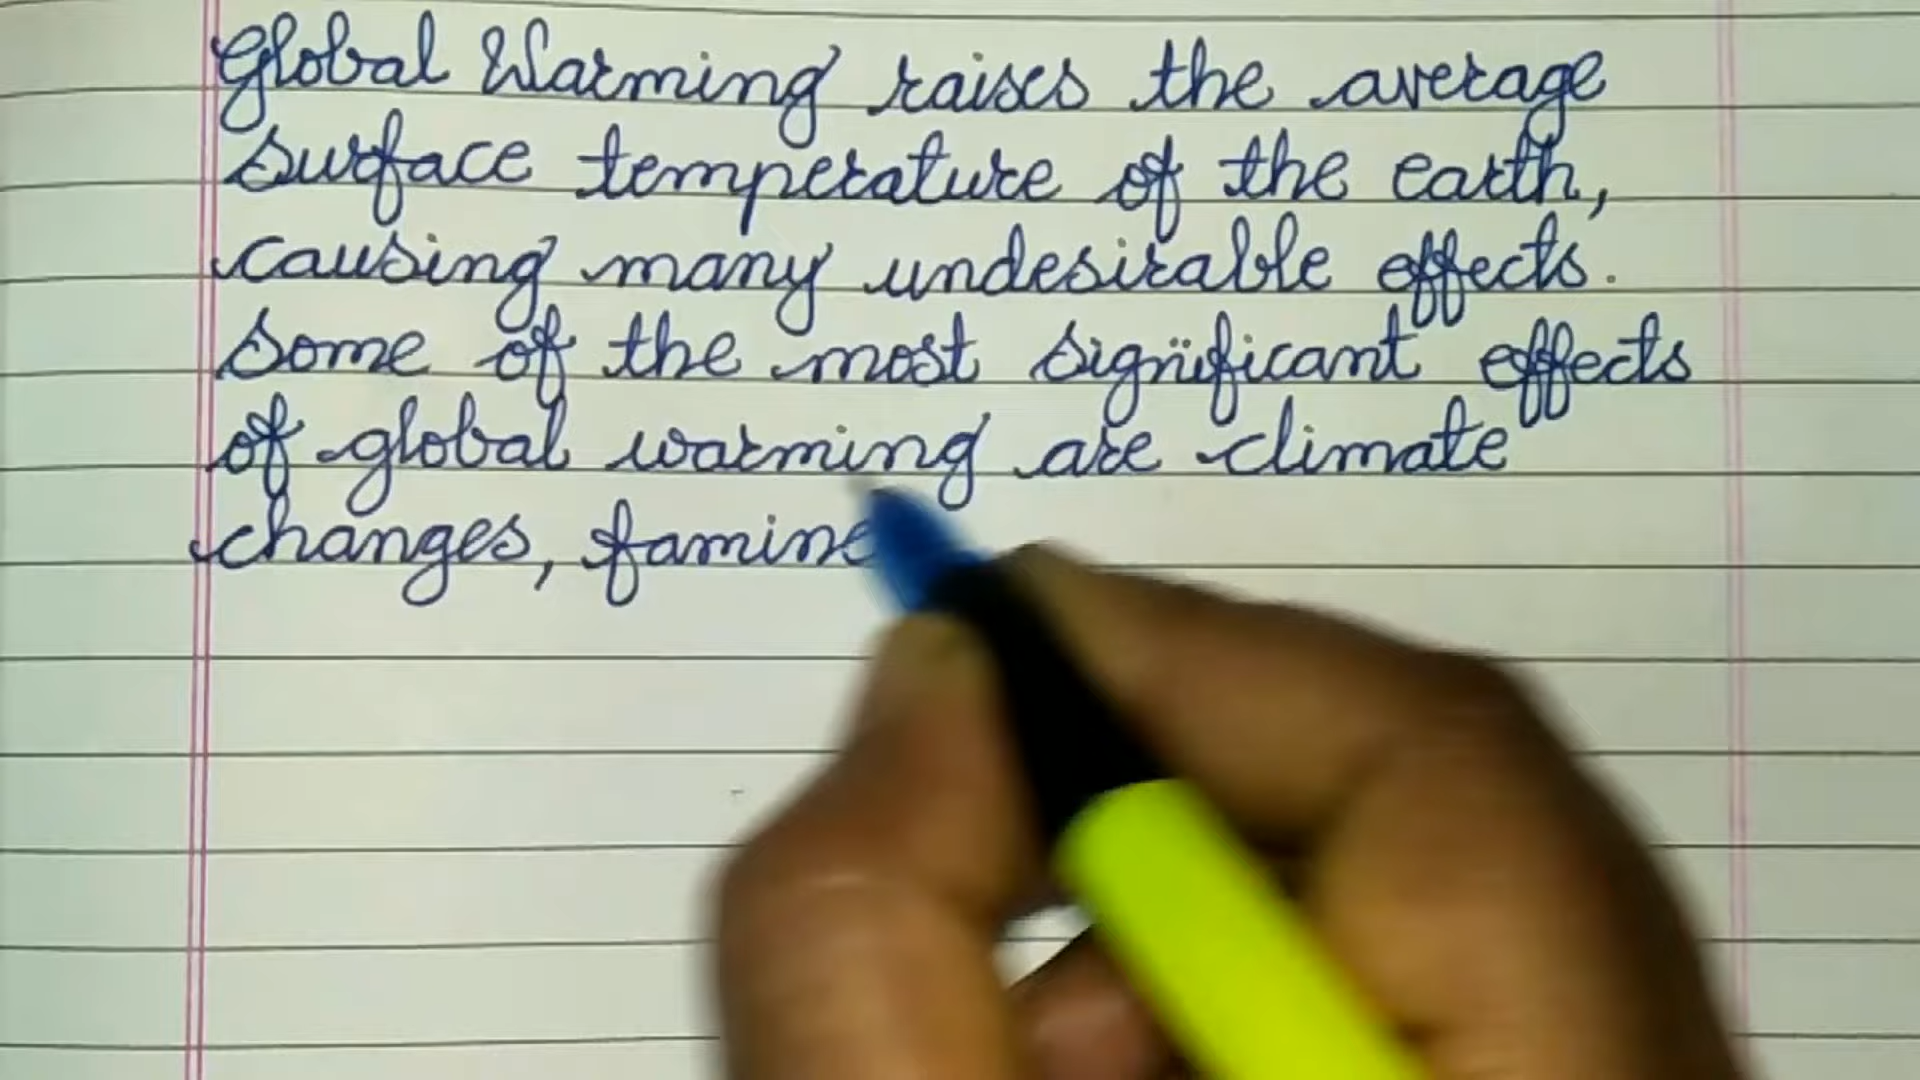 Global Warming raises the average
surface temperature of the earth,
causing many undesirable effects.
Some of the most significant effects
of global warming are climate
changes, famine